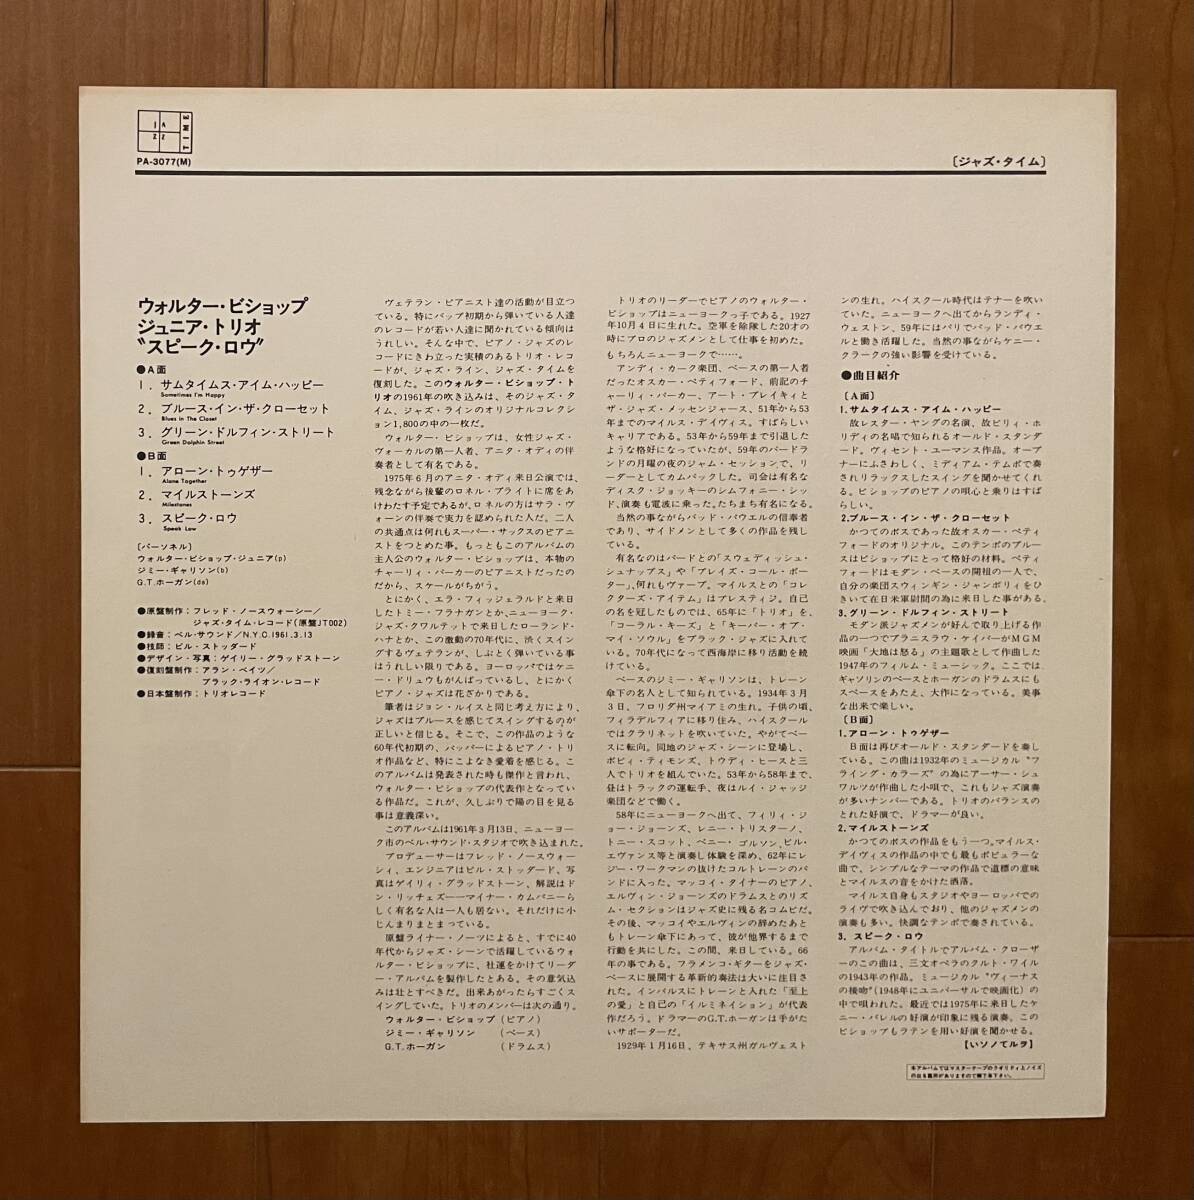 JAZZ TIME
PA-3077(M)
〔ジャズ・タイム〕
ウォルター・ビショップ
ジュニア・トリオ
“スピーク・ロウ”
●A面
1．サムタイムス・アイム・ハッピー
Sometimes I'm Happy
2．ブルース・イン・ザ・クローセット
Blues in The Closet
3．グリーン・ドルフィン・ストリート
Green Dolphin Street
●B面
1．アローン・トゥゲザー
Alone Together
2．マイルストーンズ
Milestones
3．スピーク・ロウ
Speak Low
〔パーソネル〕
ウォルター・ビショップ・ジュニア(p)
ジミー・ギャリソン(b)
G.T.ホーガン(ds)
●原盤制作：フレッド・ノースウォーシー／
ジャズ・タイム・レコード(原盤JT002)
●録音：ベル・サウンド／N.Y.C.1961.3.13
●技師：ビル・ストッダード
●デザイン・写真：ゲイリー・グラッドストーン
●復刻盤制作：アラン・ベイツ／
ブラック・ライオン・レコード
●日本盤制作：トリオレコード
ヴェテラン・ピアニスト達の活動が目立つ
ている。特にバップ初期から弾いている人達
のレコードが若い人達に聞かれている傾向は
うれしい。そんな中で、ピアノ・ジャズのレ
コードにきわ立った実績のあるトリオ・レコ
ードが、ジャズ・ライン、ジャズ・タイムを
復刻した。このウォルター・ビショップ・ト
リオの1961年の吹き込みは、そのジャズ・タ
イム、ジャズ・ラインのオリジナルコレクシ
ョン1,800の中の一枚だ。
ウォルター・ビショップは、女性ジャズ・
ヴォーカルの第一人者、アニタ・オディの伴
奏者として有名である。
1975年6月のアニタ・オディ来日公演では、
残念ながら後輩のロネル・ブライトに席をあ
けわたす予定であるが、ロネルの方はサラ・ヴ
ォーンの伴奏で実力を認められた人だ。二人
の共通点は何れもスーパー・サックスのピアニ
ストをつとめた事。もっともこのアルバムの
主人公のウォルター・ビショップは、本物の
チャーリィ・パーカーのピアニストだったの
だから、スケールがちがう。
とにかく、エラ・フィッジェラルドと来日
したトミー・フラナガンとか、ニューヨーク・
ジャズ・クワルテットで来日したローランド・
ハナとか、この激動の70年代に、渋くスイン
グするヴェテランが、しぶとく弾いている事
はうれしい限りである。ヨーロッパではケニ
ー・ドリュウもがんばっているし、とにかく
ピアノ・ジャズは花ざかりである。
筆者はジョン・ルイスと同じ考え方により、
ジャズはブルースを感じてスイングするのが
正しいと信じる。そこで、この作品のような
60年代初期の、バッパーによるピアノ・トリ
オ作品など、特にこよなき愛着を感じる。こ
のアルバムは発表された時も傑作と言われ、
ウォルター・ビショップの代表作となってい
る作品だ。これが、久しぶりで陽の目を見る
事は意義深い。
このアルバムは1961年3月13日、ニューヨー
ク市のベル・サウンド・スタジオで吹き込まれた。
プロデューサーはフレッド・ノースウォー
シィ、エンジニアはビル・ストッダード、写
真はゲイリィ・グラッドストーン、解説はド
ン・リッチェズ——マイナー・カムパニーら
しく有名な人は一人も居ない。それだけに小
じんまりまとまっている。
原盤ライナー・ノーツによると、すでに40
年代からジャズ・シーンで活躍しているウォ
ルター・ビショップに、社運をかけてリーダ
ー・アルバムを製作したとある。その意気込
みは壮とすべきだ。出来あがったらすごくス
イングしていた。トリオのメンバーは次の通り。
ウォルター・ビショップ（ピアノ）
ジミー・ギャリソン（ベース）
G.T.ホーガン（ドラムス）
トリオのリーダーでピアノのウォルター・
ビショップはニューヨークっ子である。1927
年10月4日に生れた。空軍を除隊した20才の
時にプロのジャズメンとして仕事を初めた。
もちろんニューヨークで……。
アンディ・カーク楽団、ベースの第一人者
だったオスカー・ペティフォード、前記のチ
ャーリィ・パーカー、アート・ブレイキィと
ザ・ジャズ・メッセンジャース、51年から53
年までのマイルス・デイヴィス。すばらしい
キャリアである。53年から59年まで引退した
ような格好になっていたが、59年のバードラ
ンドの月曜の夜のジャム・セッションで、リ
ーダーとしてカムバックした。司会は有名な
ディスク・ジョッキーのシムフォニー・シッ
ド、演奏も電波に乗った。たちまち有名になる。
当然の事ながらバッド・パウエルの信奉者
であり、サイドメンとして多くの作品を残し
ている。
有名なのはバードとの「スウェディッシュ・
シュナップス」や「プレイズ・コール・ポー
ター」、何れもヴァーブ。マイルスとの「コレ
クターズ・アイテム」はプレスティジ。自己
の名を冠したものでは、65年に「トリオ」を、
「コーラル・キーズ」と「キーパー・オブ・
マイ・ソウル」をブラック・ジャズに入れて
いる。70年代になって西海岸に移り活動を続
けている。
ベースのジミー・ギャリソンは、トレーン
傘下の名人として知られている。1934年3月
3日、フロリダ州マイアミの生れ。子供の頃、
フィラデルフィアに移り住み、ハイスクール
ではクラリネットを吹いていた。やがてベー
スに転向。同地のジャズ・シーンに登場し、
ボビィ・ティモンズ、トウディ・ヒースと三
人でトリオを組んでいた。53年から58年まで、
昼はトラックの運転手、夜はルイ・ジャッジ
楽団などで働く。
58年にニューヨークへ出て、フィリィ・ジ
ョー・ジョーンズ、レニー・トリスターノ、
トニー・スコット、ベニー・ゴルソン、ビル・
エヴァンス等と演奏し体験を深め、62年にレ
ジー・ワークマンの抜けたコルトレーンのバ
ンドに入った。マッコイ・タイナーのピアノ、
エルヴィン・ジョーンズのドラムスとのリズ
ム・セクションはジャズ史に残る名コムビだ。
その後、マッコイやエルヴィンの辞めたあと
もトレーン傘下にあって、彼が他界するまで
行動を共にした。この間、来日している。66
年の事である。フラメンコ・ギターをジャズ・
ベースに展開する革新的奏法は大いに注目さ
れた。インパルスにトレーンと入れた「至上
の愛」と自己の「イルミネイション」が代表
作だろう。ドラマーのG.T.ホーガンは手がた
いサポーターだ。
1929年1月16日、テキサス州ガルヴェスト
ンの生れ。ハイスクール時代はテナーを吹い
ていた。ニューヨークへ出てからランディ・
ウェストン、59年にはパリでバッド・パウエ
ルと働き活躍した。当然の事ながらケニー・
クラークの強い影響を受けている。
●曲目紹介
〔A面〕
1.サムタイムス・アイム・ハッピー
故レスター・ヤングの名演、故ビリィ・ホ
リディの名唱で知られるオールド・スタンダ
ード。ヴィセント・ユーマンス作品。オープ
ナーにふさわしく、ミディアム・テムポで奏
されリラックスしたスイングを聞かせてくれ
る。ビショップのピアノの唄心と乗りはすば
らしい。
2.ブルース・イン・ザ・クローセット
かつてのボスであった故オスカー・ペティ
フォードのオリジナル。このテンポのブルー
スはビショップにとって格好の材料。ペティ
フォードはモダン・ベースの開祖の一人で、
自分の楽団スウィンギン・ジャンボリィをひ
きいて在日米軍慰問の為に来日した事がある。
3.グリーン・ドルフィン・ストリート
モダン派ジャズメンが好んで取り上げる作
品の一つでブラニスラウ・ケイパーがMGM
映画「大地は怒る」の主題歌として作曲した
1947年のフィルム・ミュージック。ここでは
ギャソリンのベースとホーガンのドラムスにも
スペースをあたえ、大作になっている。美事
な出来で楽しい。
〔B面〕
1.アローン・トゥゲザー
B面は再びオールド・スタンダードを奏し
ている。この曲は1932年のミュージカル“フ
ライング・カラーズ”の為にアーサー・シュ
ワルツが作曲した小唄で、これもジャズ演奏
が多いナンバーである。トリオのバランスの
とれた好演で、ドラマーが良い。
2.マイルストーンズ
かつてのボスの作品をもう一つ。マイルス・
デイヴィスの作品の中でも最もポピュラーな
曲で、シンプルなテーマの作品で道標の意味
とマイルスの音をかけた洒落。
マイルス自身もスタジオやヨーロッパでの
ライヴで吹き込んでおり、他のジャズメンの
演奏も多い。快調なテンポで奏されている。
3．スピーク・ロウ
アルバム・タイトルでアルバム・クローザ
ーのこの曲は、三文オペラのクルト・ワイル
の1943年の作品。ミュージカル“ヴィーナス
の接吻”(1948年にユニバーサルで映画化)の
中で唄われた。最近では1975年に来日したケ
ニー・バレルの好演が印象に残る演奏。この
ビショップもラテンを用い好演を聞かせる。
【いソノてルヲ】
本アルバムではマスターテープのクオリティ上ノイズ
の出る箇所がありますので御了承下さい。